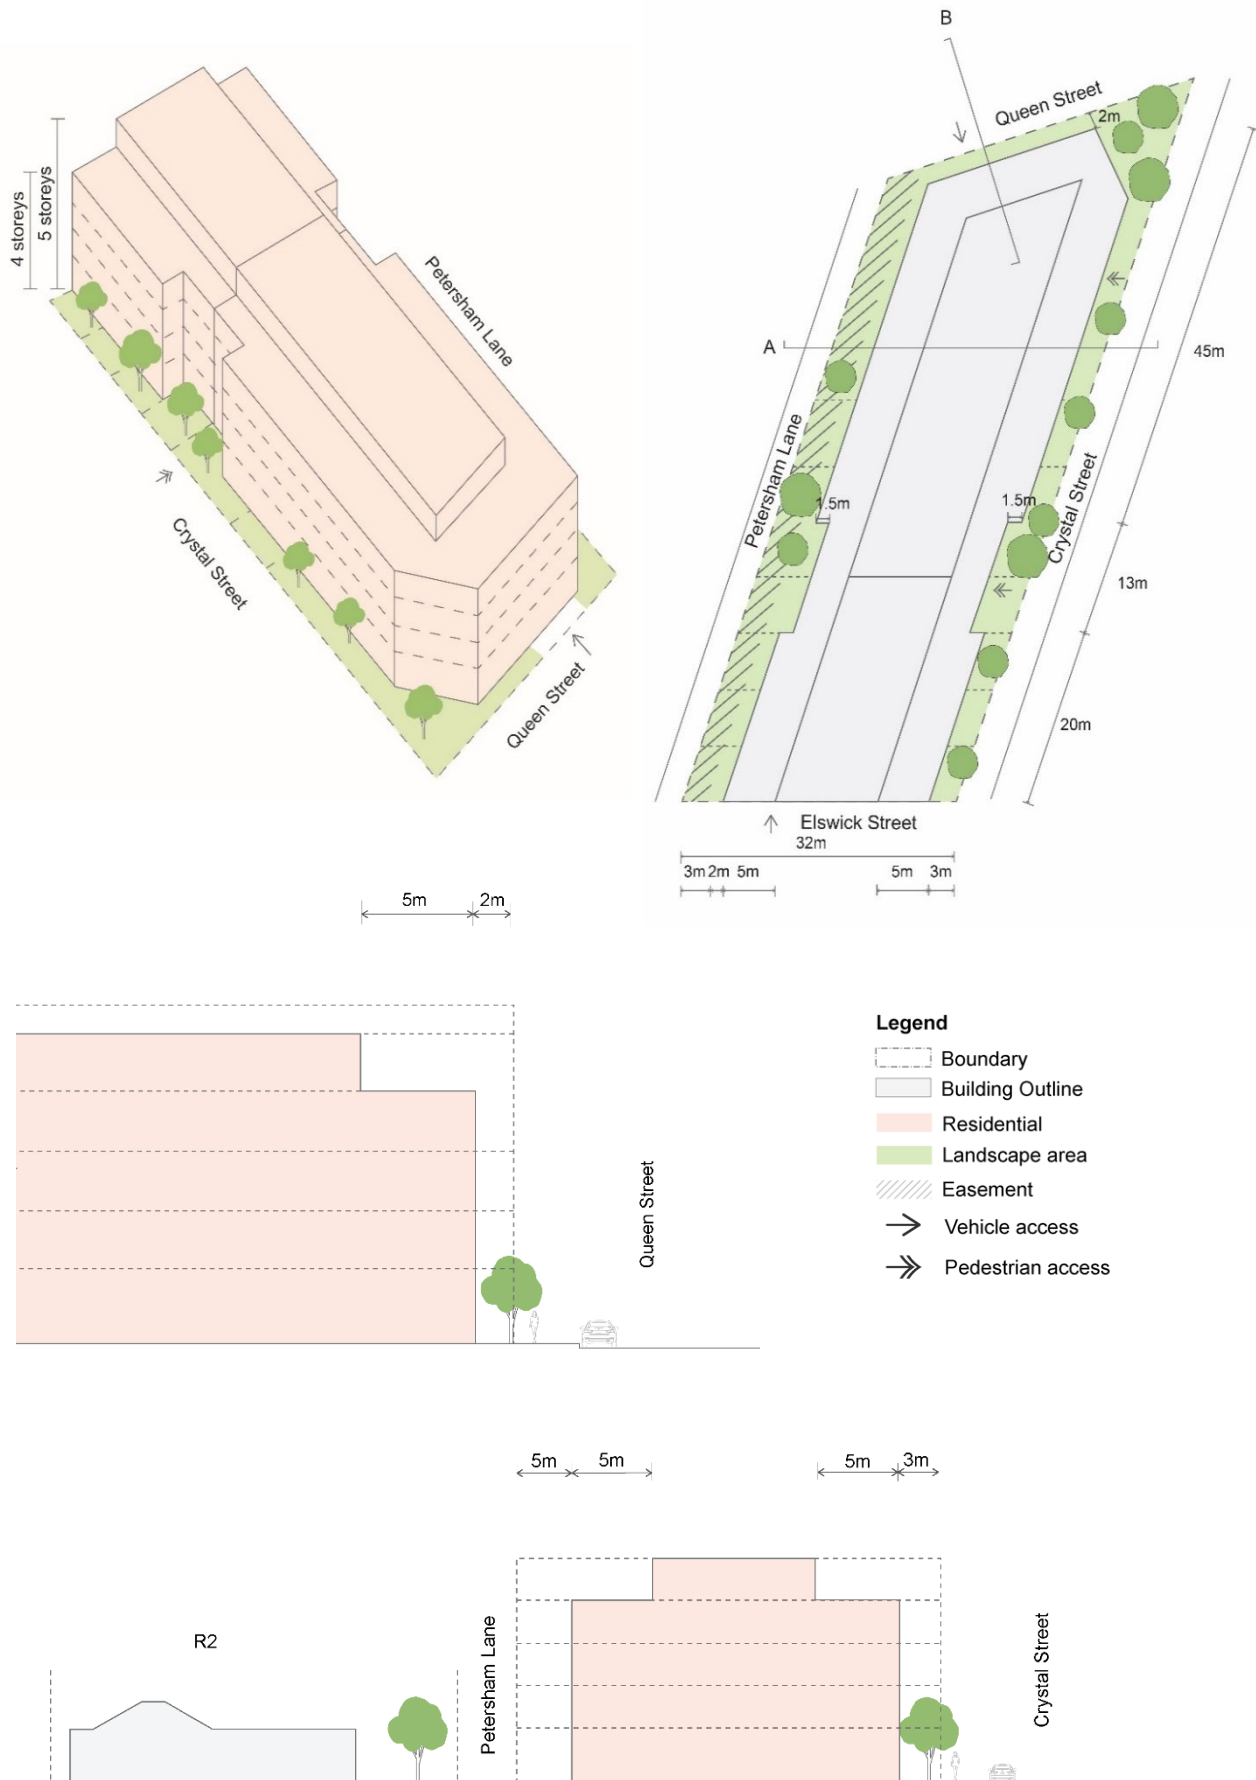 4 storeys
5 storeys
Petersham Lane
Crystal Street
Queen Street
B
Queen Street
2m
A
45m
Petersham Lane
1.5m
1.5m
Crystal Street
13m
20m
Elswick Street
32m
3m 2m 5m
5m 3m
5m 2m
Queen Street
Legend
Boundary
Building Outline
Residential
Landscape area
Easement
Vehicle access
Pedestrian access
5m 5m 5m 3m
R2
Petersham Lane
Crystal Street